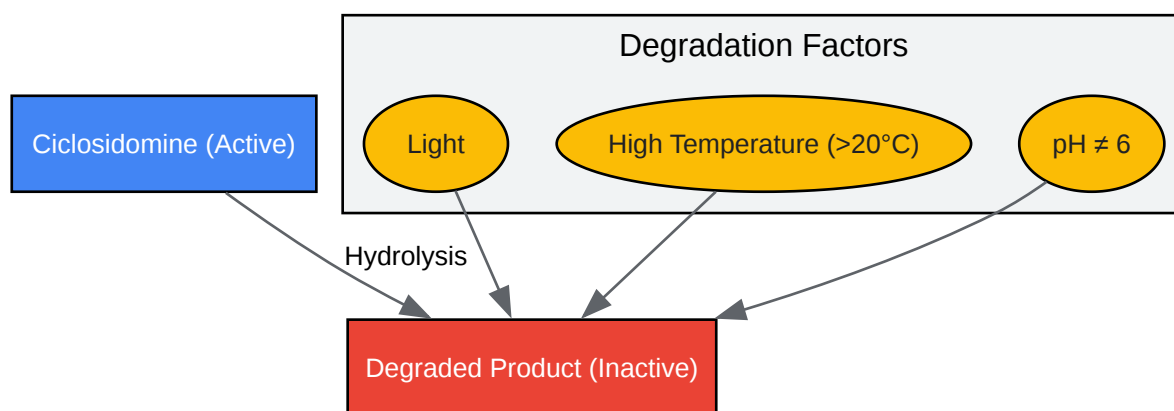 Degradation Factors
Ciclosidomine (Active)
Light
High Temperature (>20°C)
pH ≠ 6
Hydrolysis
Degraded Product (Inactive)